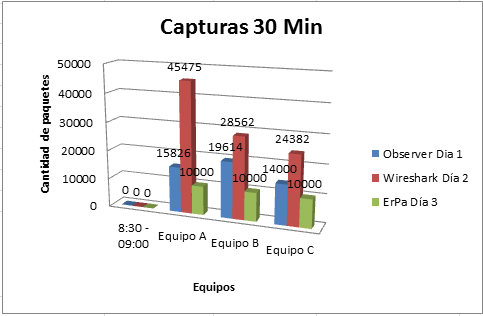 Capturas 30 Min
Cantidad de paquetes
50000
40000
30000
20000
10000
0
0 0 0
15826
45475
10000
19614
28562
10000
14000
24382
10000
8:30 -
09:00
Equipo A
Equipo B
Equipo C
Equipos
Observer Dia 1
Wireshark Día 2
ErPa Día 3